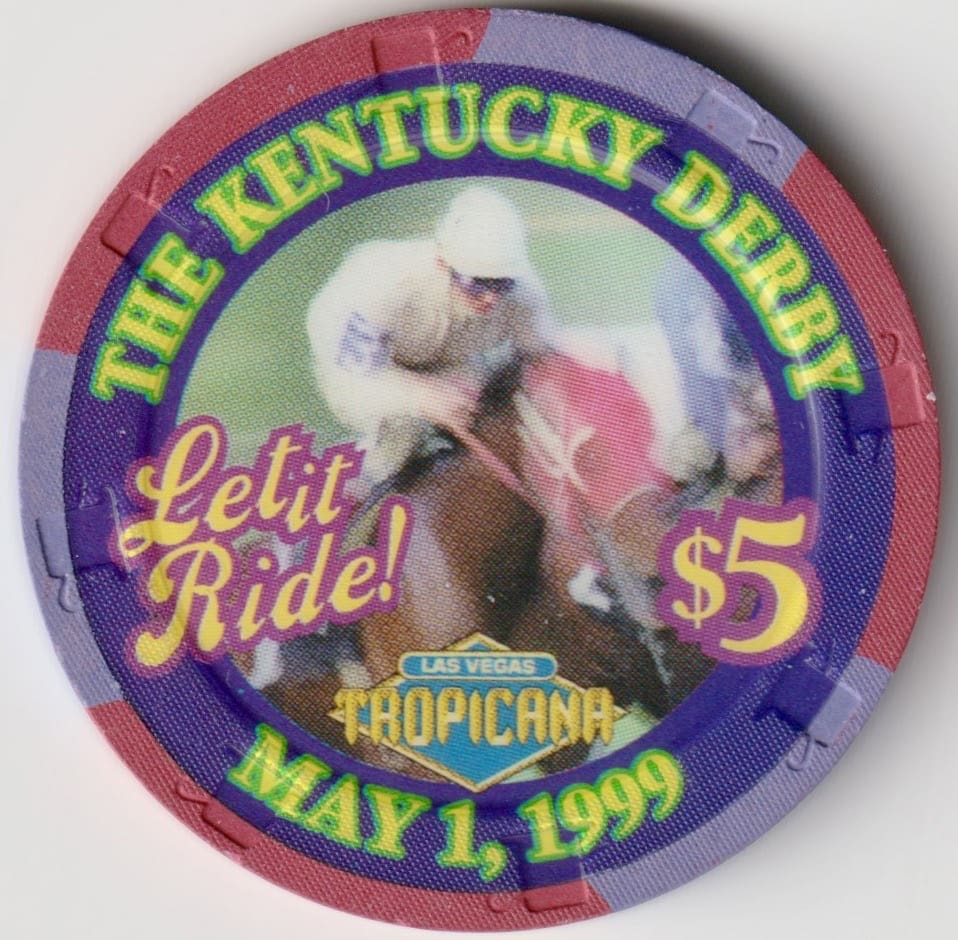 THE KENTUCKY DERBY
Let it
Ride!
$5
LAS VEGAS
TROPICANA
MAY 1, 1999